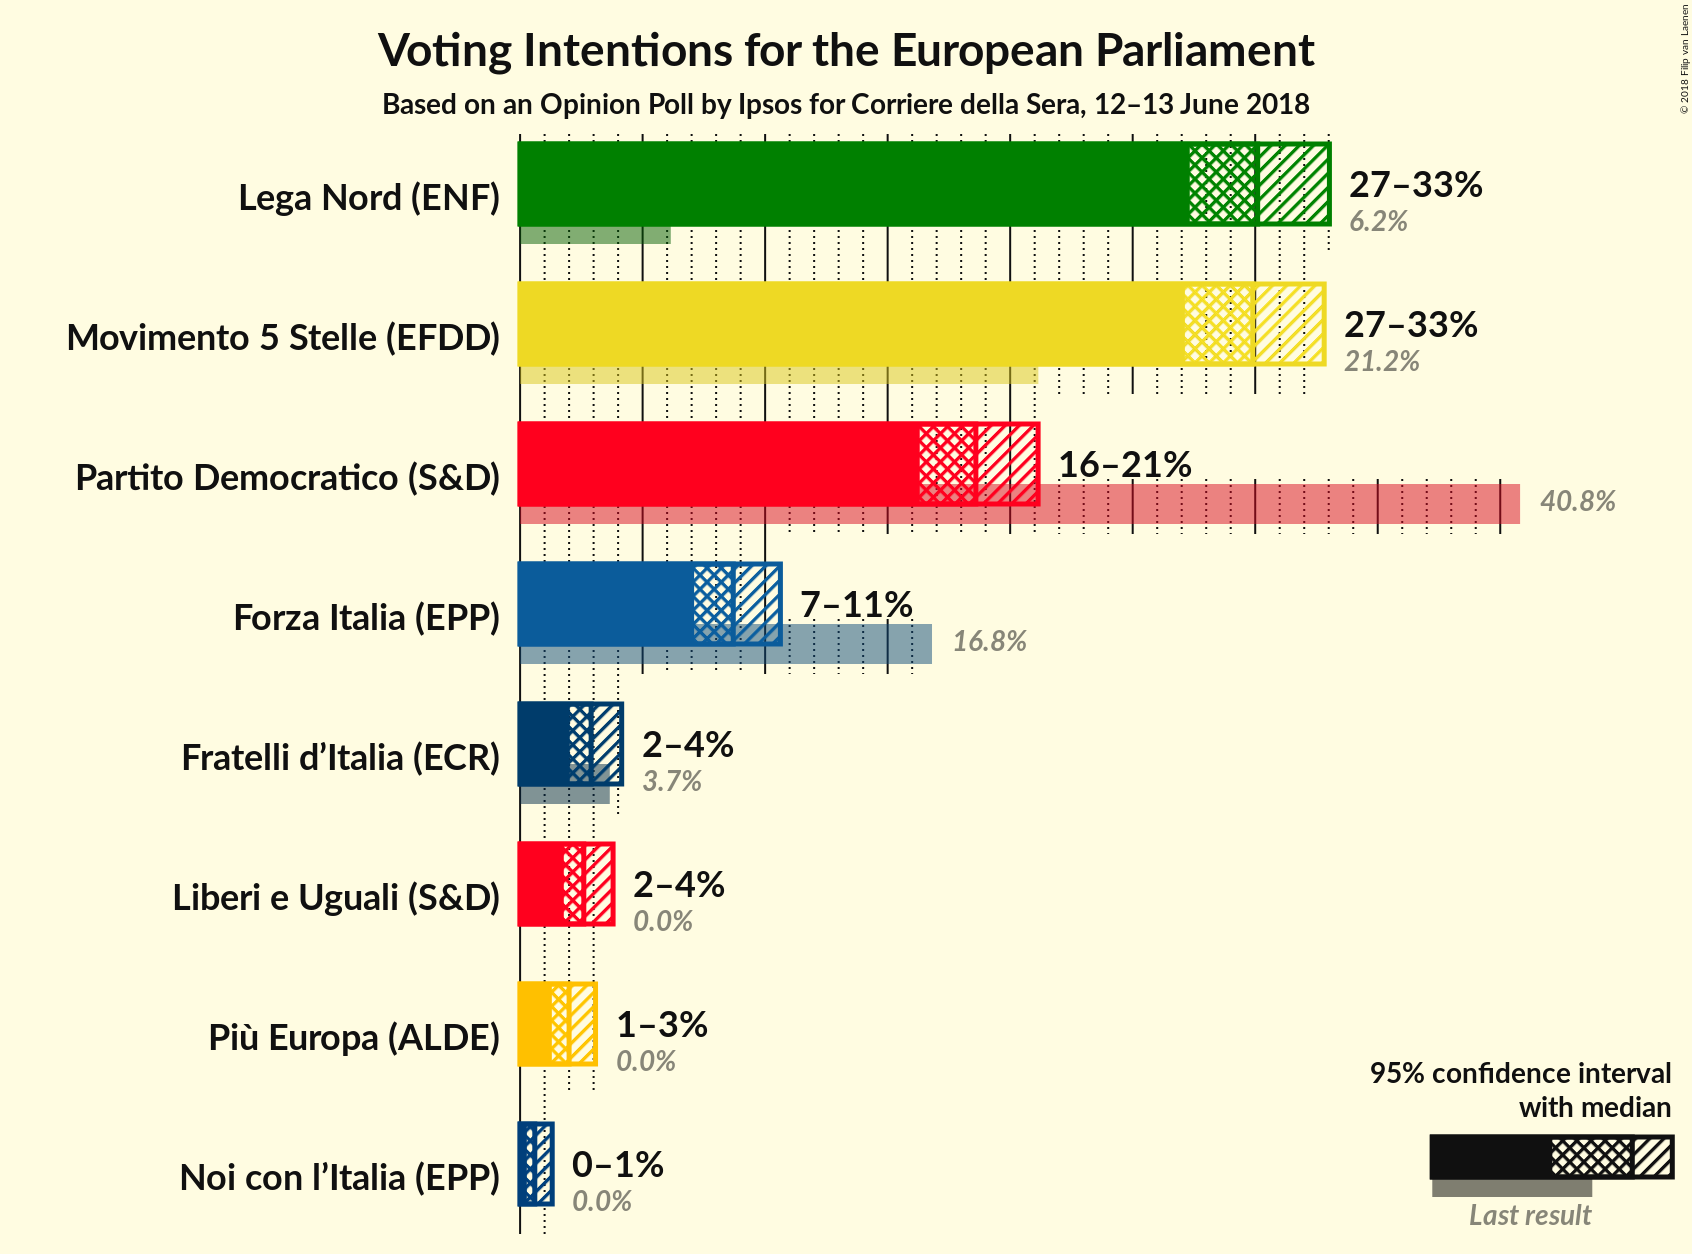 Voting Intentions for the European Parliament
Based on an Opinion Poll by Ipsos for Corriere della Sera, 12–13 June 2018
© 2018 Filip van Laenen
Lega Nord (ENF)
27–33%
6.2%
Movimento 5 Stelle (EFDD)
27–33%
21.2%
Partito Democratico (S&D)
16–21%
40.8%
Forza Italia (EPP)
7–11%
16.8%
Fratelli d’Italia (ECR)
2–4%
3.7%
Liberi e Uguali (S&D)
2–4%
0.0%
Più Europa (ALDE)
1–3%
0.0%
Noi con l’Italia (EPP)
0–1%
0.0%
95% confidence interval
with median
Last result